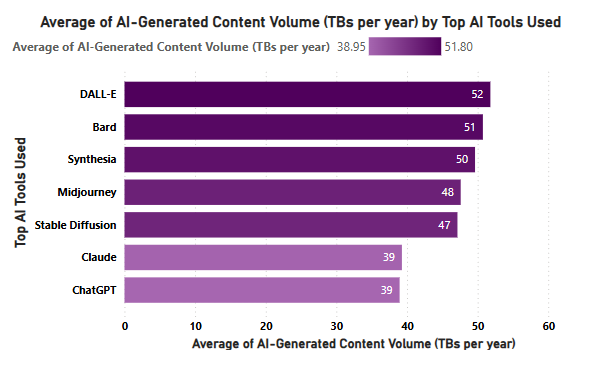 Average of AI-Generated Content Volume (TBs per year) by Top AI Tools Used
Average of AI-Generated Content Volume (TBs per year) 38.95 51.80
Top AI Tools Used
DALL-E 52
Bard 51
Synthesia 50
Midjourney 48
Stable Diffusion 47
Claude 39
ChatGPT 39
0 10 20 30 40 50 60
Average of AI-Generated Content Volume (TBs per year)